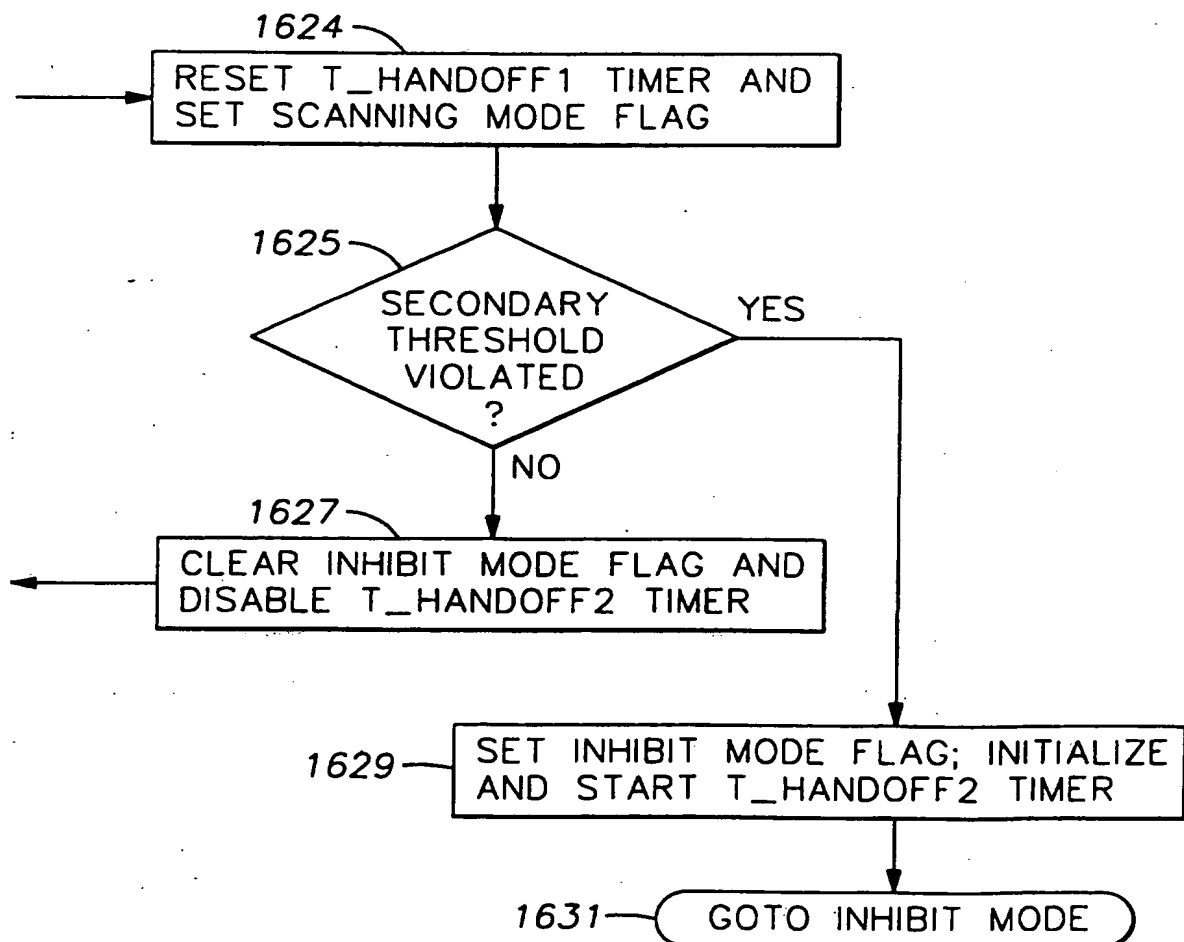 1624
RESET T_HANDOFF1 TIMER AND
SET SCANNING MODE FLAG
1625
SECONDARY
THRESHOLD
VIOLATED
?
YES
NO
1627
CLEAR INHIBIT MODE FLAG AND
DISABLE T_HANDOFF2 TIMER
1629
SET INHIBIT MODE FLAG; INITIALIZE
AND START T_HANDOFF2 TIMER
1631
GOTO INHIBIT MODE